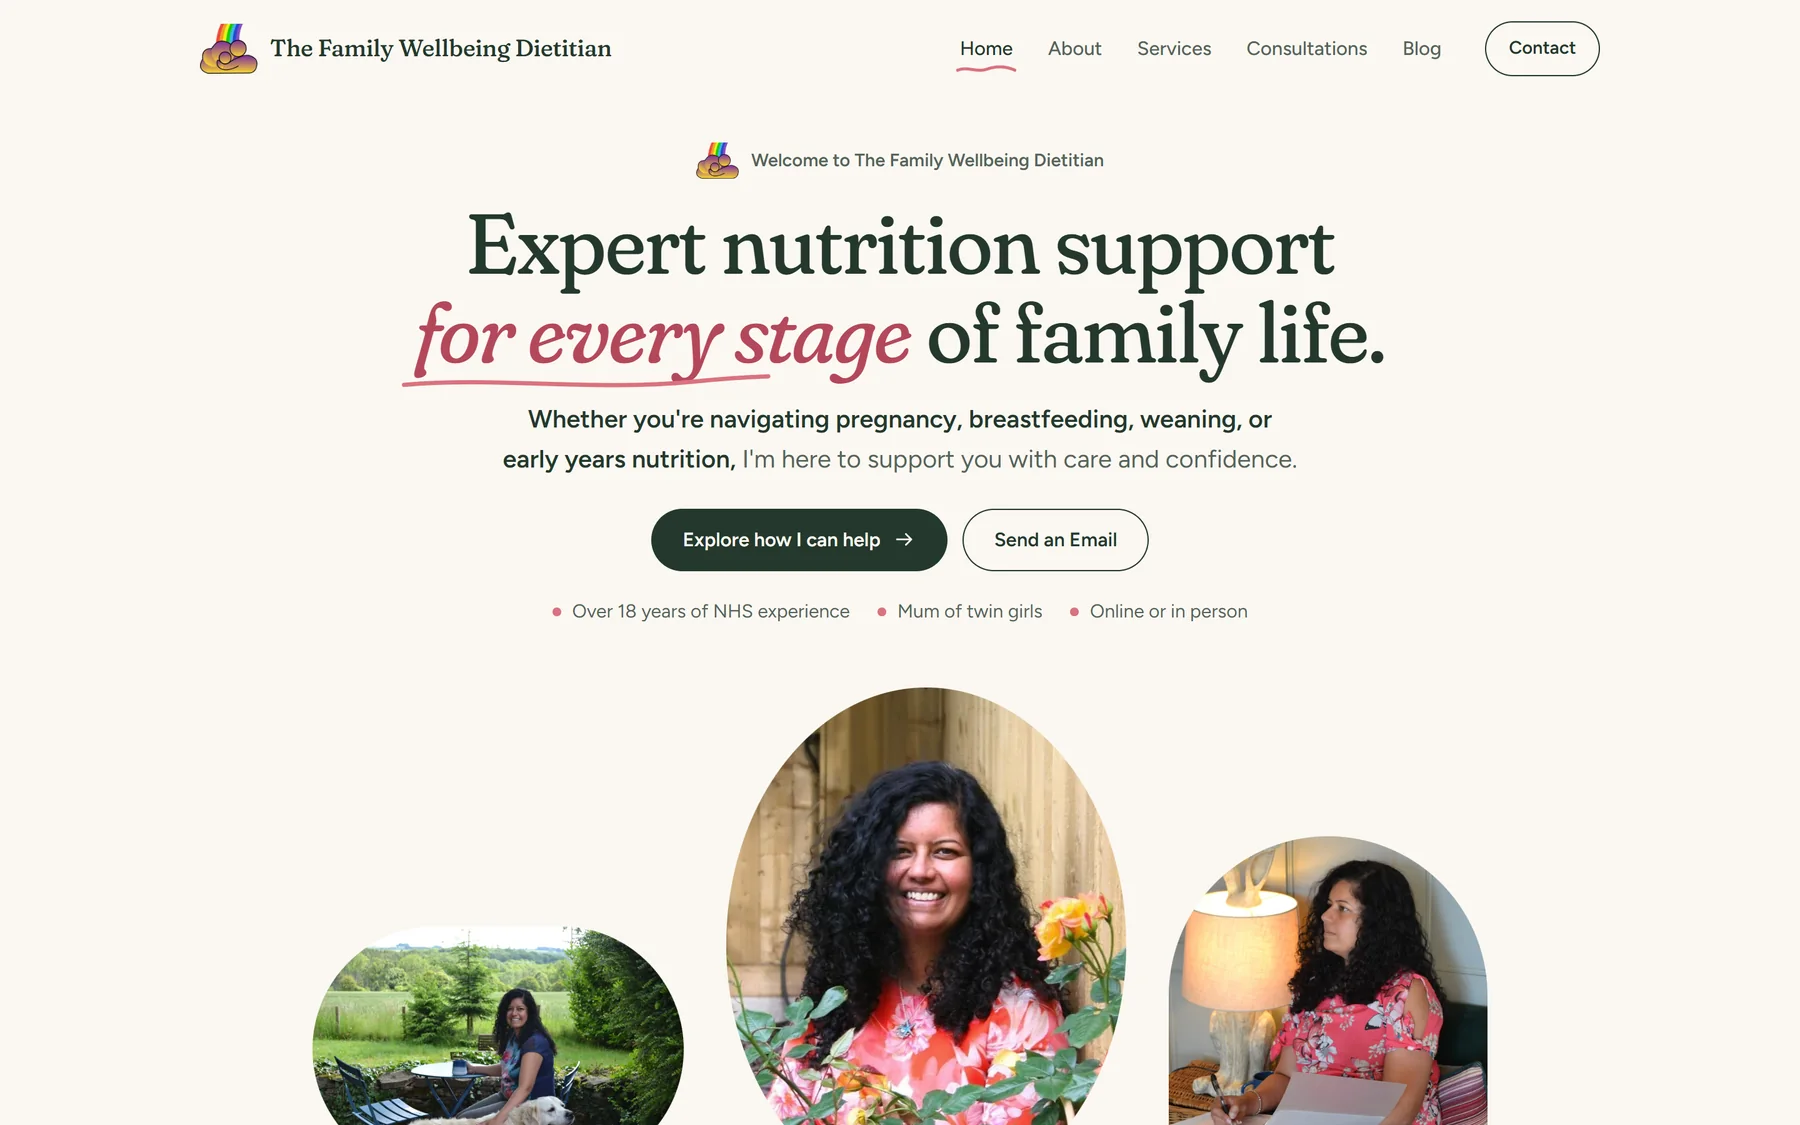 The Family Wellbeing Dietitian
Home
About
Services
Consultations
Blog
Contact
Welcome to The Family Wellbeing Dietitian
Expert nutrition support
for every stage of family life.
Whether you're navigating pregnancy, breastfeeding, weaning, or
early years nutrition, I'm here to support you with care and confidence.
Explore how I can help →
Send an Email
Over 18 years of NHS experience
Mum of twin girls
Online or in person